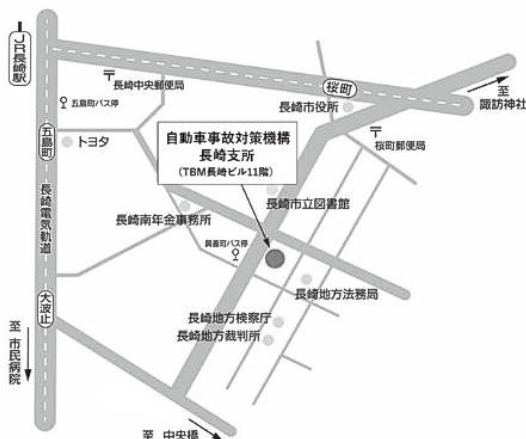 JR長崎駅
長崎中央郵便局
桜町
至
諏訪神社
五島町バス停
長崎市役所
五島町
トヨタ
自動車事故対策機構
長崎支所
(TBM長崎ビル11階)
桜町郵便局
長崎電気軌道
長崎市立図書館
長崎南年金事務所
興善町バス停
長崎地方法務局
大波止
長崎地方検察庁
長崎地方裁判所
至 市民病院
至 中央橋